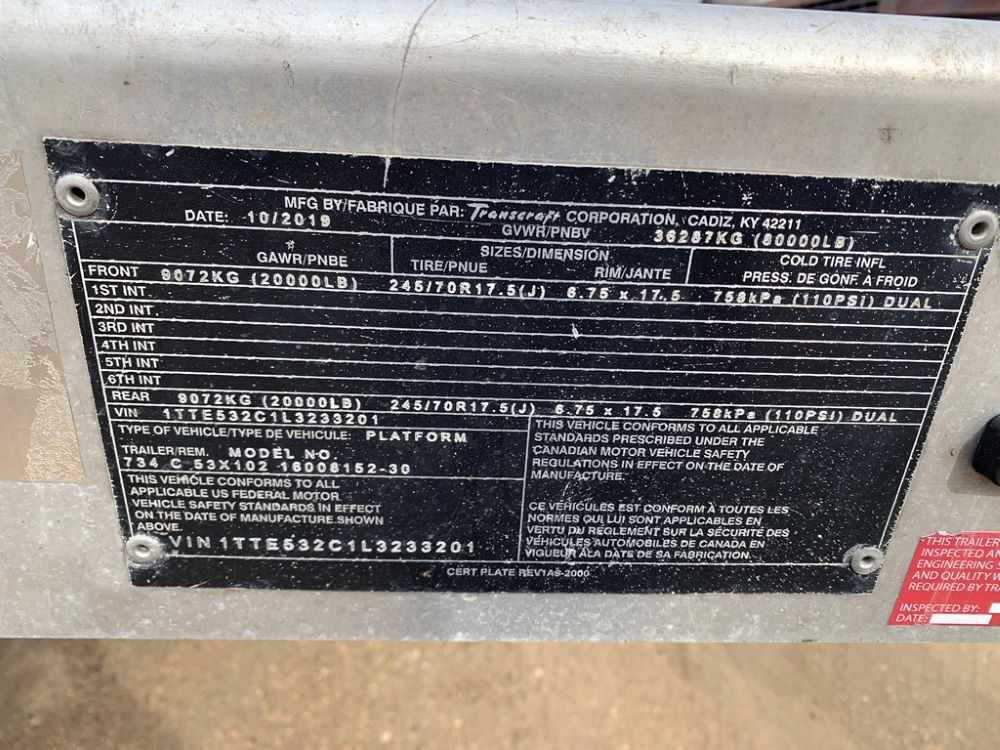 MFG BY/FABRIQUE PAR: Transcraft CORPORATION, CADIZ, KY 42211
DATE: 10/2019 GVWR/PNBV 36287KG (80000LB)
GAWR/PNBE SIZES/DIMENSION COLD TIRE INFL
TIRE/PNUE RIM/JANTE PRESS. DE GONF. A FROID
FRONT 9072KG (20000LB) 245/70R17.5(J) 6.75 x 17.5 758kPa (110PSI) DUAL
1ST INT
2ND INT
3RD INT
4TH INT
5TH INT
6TH INT
REAR 9072KG (20000LB) 245/70R17.5(J) 6.75 x 17.5 758kPa (110PSI) DUAL
VIN 1TTE532C1L3233201
TYPE OF VEHICLE/TYPE DE VEHICULE: PLATFORM
TRAILER/REM. MODEL NO.
734 C 53X102 16008152-30
THIS VEHICLE CONFORMS TO ALL
APPLICABLE US FEDERAL MOTOR
VEHICLE SAFETY STANDARDS IN EFFECT
ON THE DATE OF MANUFACTURE SHOWN
ABOVE.
VIN 1TTE532C1L3233201
THIS VEHICLE CONFORMS TO ALL APPLICABLE
STANDARDS PRESCRIBED UNDER THE
CANADIAN MOTOR VEHICLE SAFETY
REGULATIONS IN EFFECT ON THE DATE OF
MANUFACTURE.
CE VEHICULES EST CONFORM À TOUTES LES
NORMES QUI LUI SONT APPLICABLES EN
VERTU DU RÈGLEMENT SUR LA SÉCURITÉ DES
VÉHICULES AUTOMOBILES DE CANADA EN
VIGUEUR À LA DATE DE SA FABRICATION.
CERT PLATE REV1A6-2000
THIS TRAILER
INSPECTED
ENGINEERING
AND QUALITY
REQUIRED BY
INSPECTED BY:
DATE: